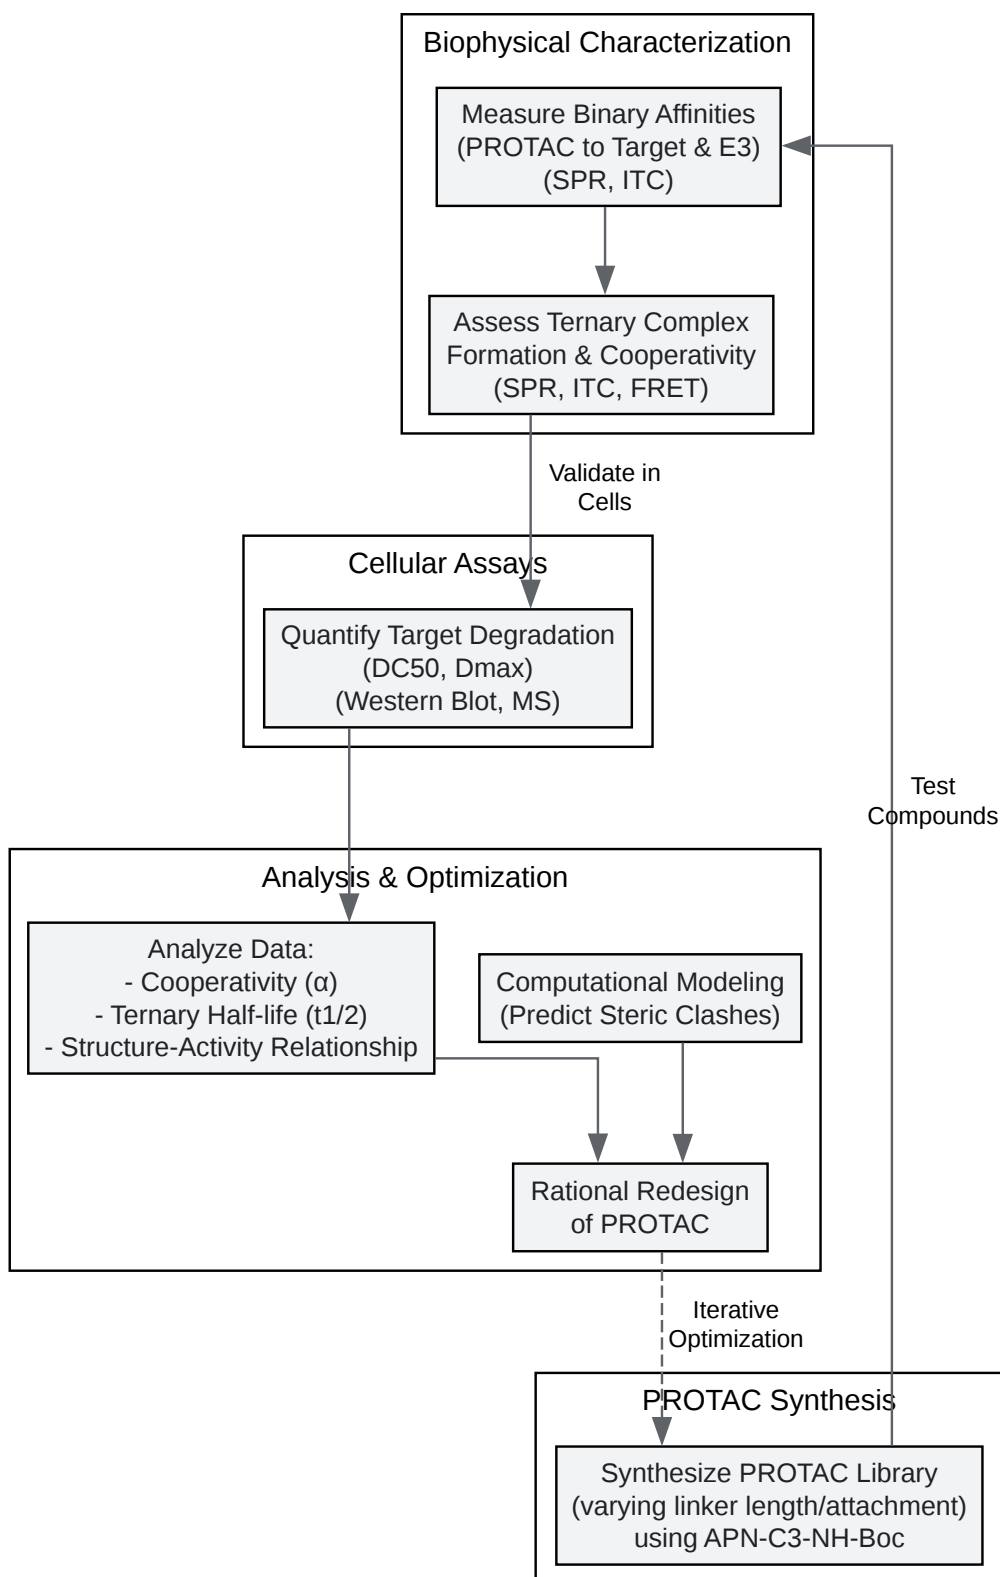 Biophysical Characterization
Measure Binary Affinities
(PROTAC to Target & E3)
(SPR, ITC)
Assess Ternary Complex
Formation & Cooperativity
(SPR, ITC, FRET)
Validate in
Cells
Cellular Assays
Quantify Target Degradation
(DC50, Dmax)
(Western Blot, MS)
Test
Compounds
Analysis & Optimization
Analyze Data:
- Cooperativity (α)
- Ternary Half-life (t1/2)
- Structure-Activity Relationship
Computational Modeling
(Predict Steric Clashes)
Rational Redesign
of PROTAC
Iterative
Optimization
PROTAC Synthesis
Synthesize PROTAC Library
(varying linker length/attachment)
using APN-C3-NH-Boc